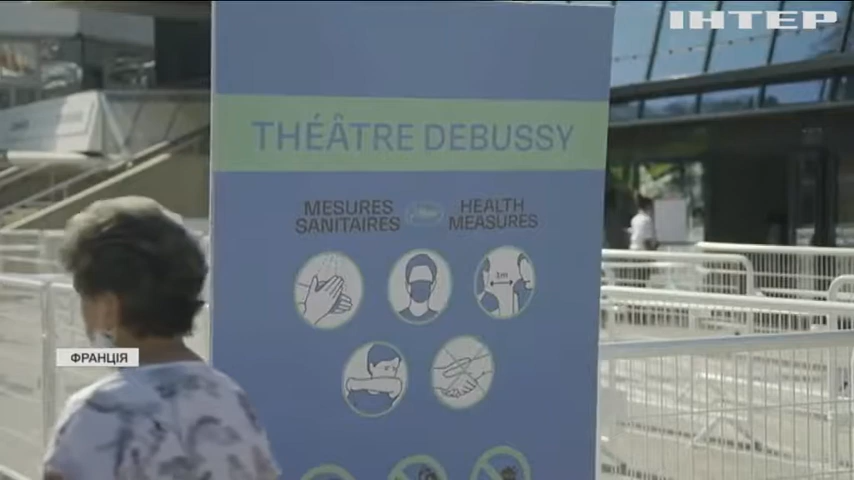 ІНТЕР
THÉÂTRE DEBUSSY
MESURES SANITAIRES
HEALTH MEASURES
1m
ФРАНЦІЯ